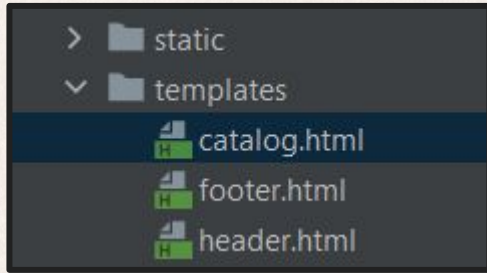 static
templates
catalog.html
footer.html
header.html